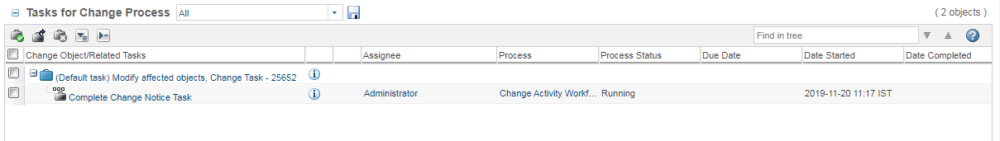 Tasks for Change Process All ( 2 objects )
Find in tree
Change Object/Related Tasks Assignee Process Process Status Due Date Date Started Date Completed
(Default task) Modify affected objects, Change Task - 25652
Complete Change Notice Task Administrator Change Activity Workf... Running 2019-11-20 11:17 IST